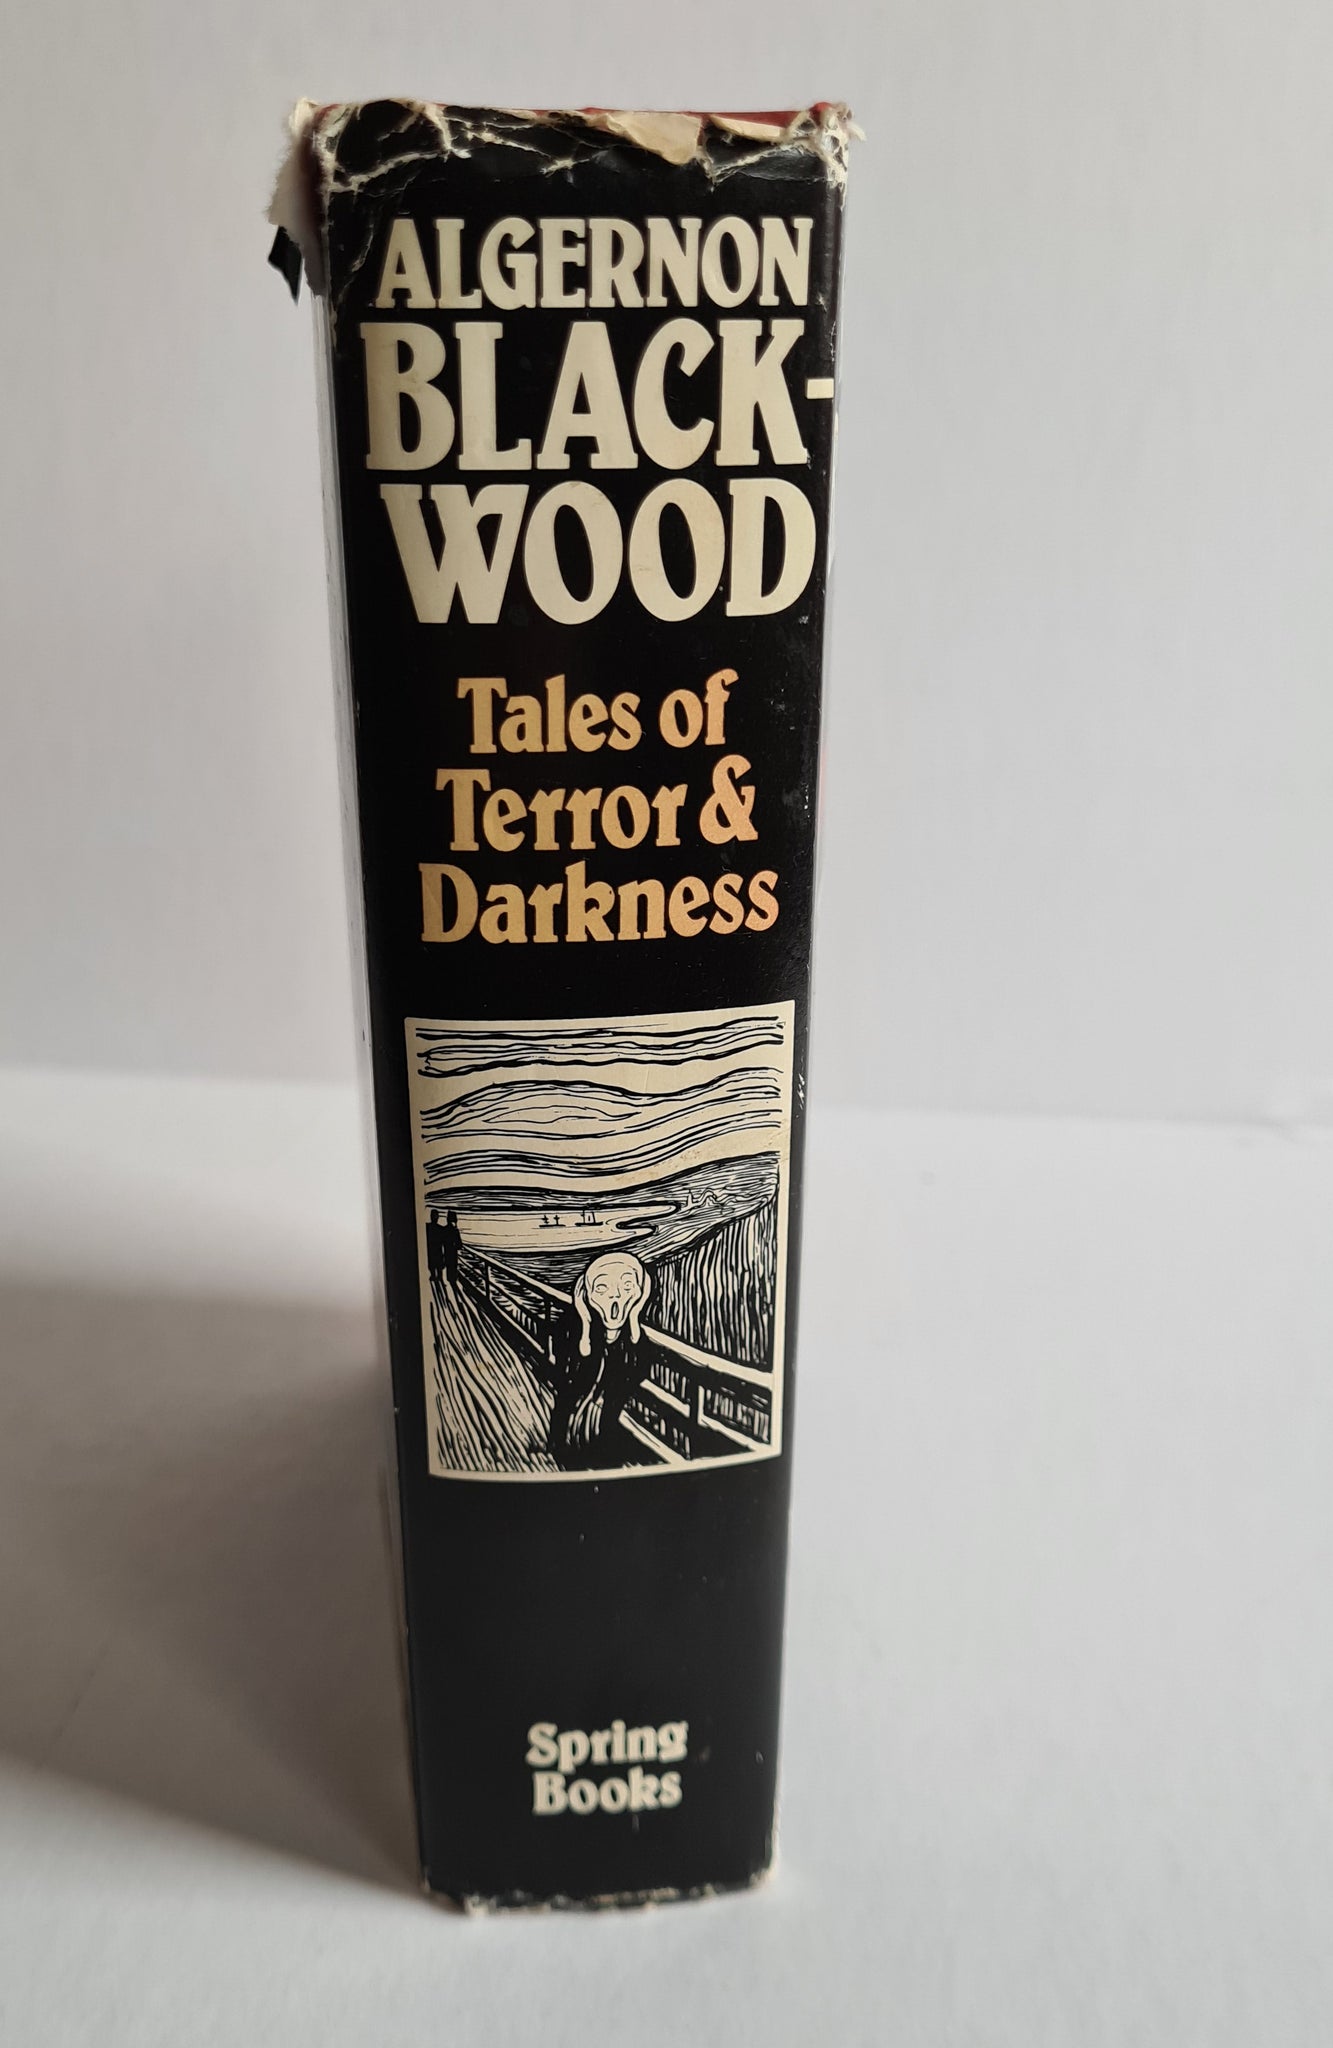 ALGERNON
BLACK-
WOOD
Tales of
Terror &
Darkness
Spring
Books